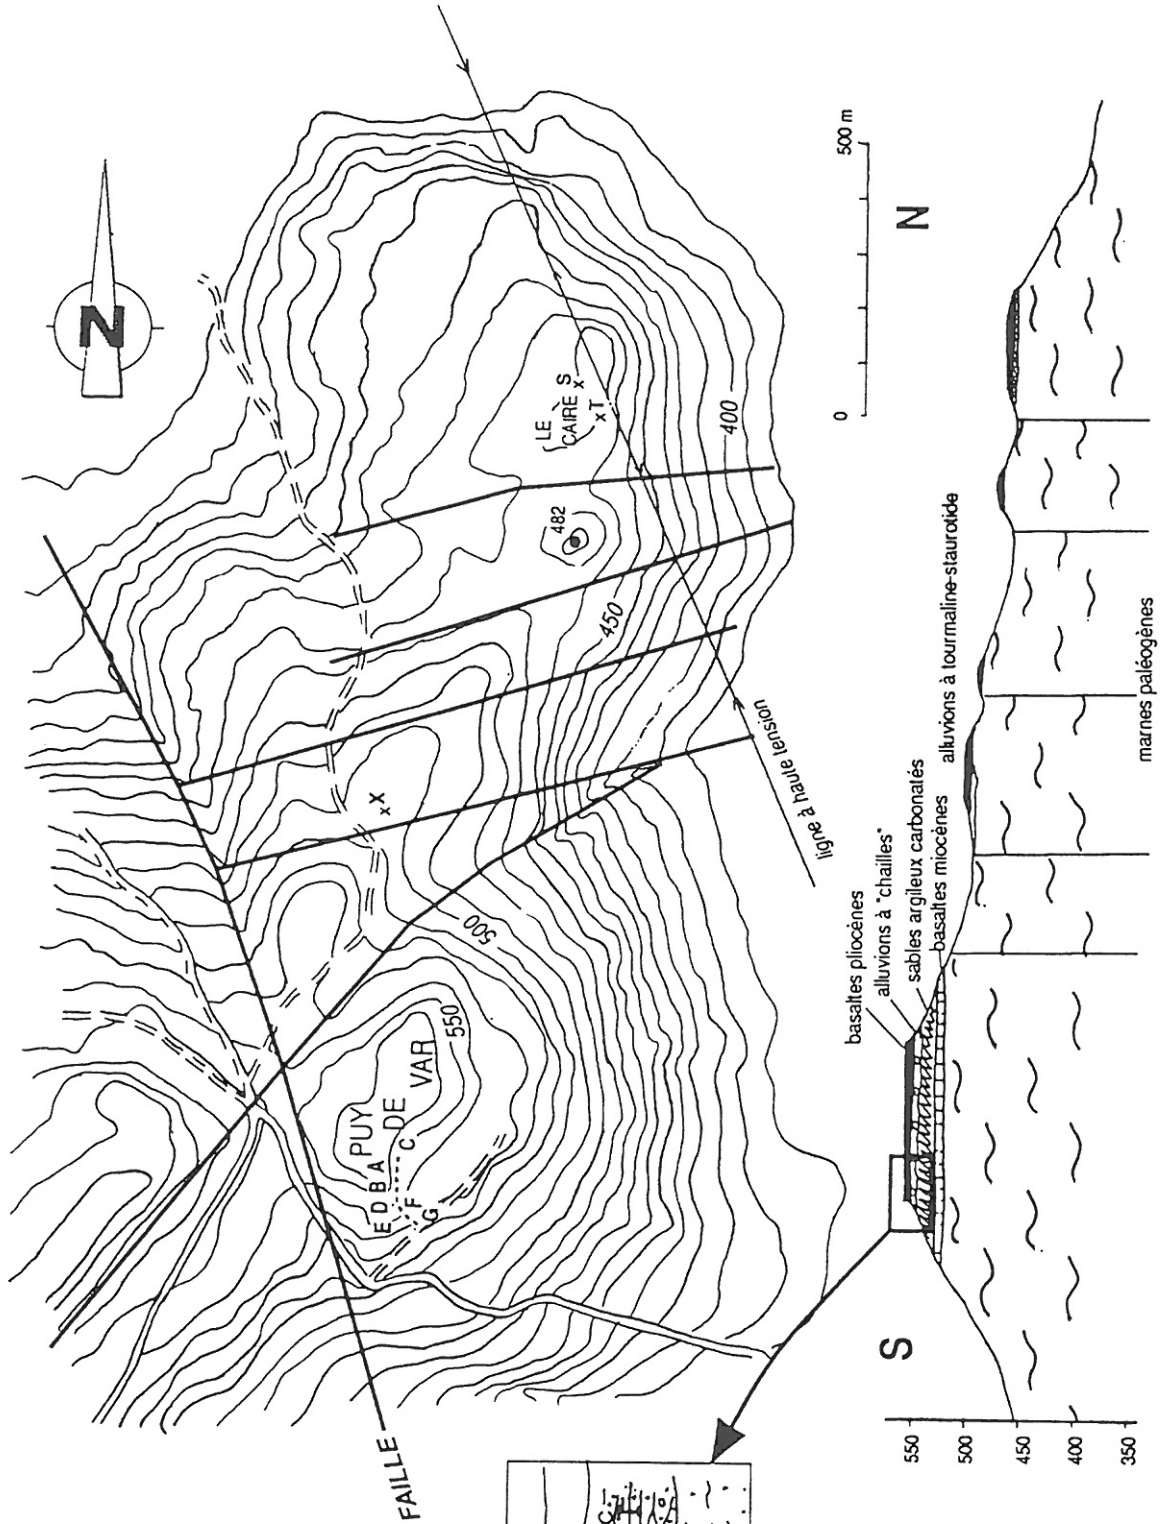 N
LE
CAIRE
x S
x T
482
400
450
500
550
x X
PUY
DE
VAR
E D B A
C
F
G
FAILLE
ligne à haute tension
0
500 m
N
S
basaltes pliocènes
alluvions à "chailles"
sables argileux carbonatés
basaltes miocènes
alluvions à tourmaline-staurotide
marnes paléogènes
550
500
450
400
350